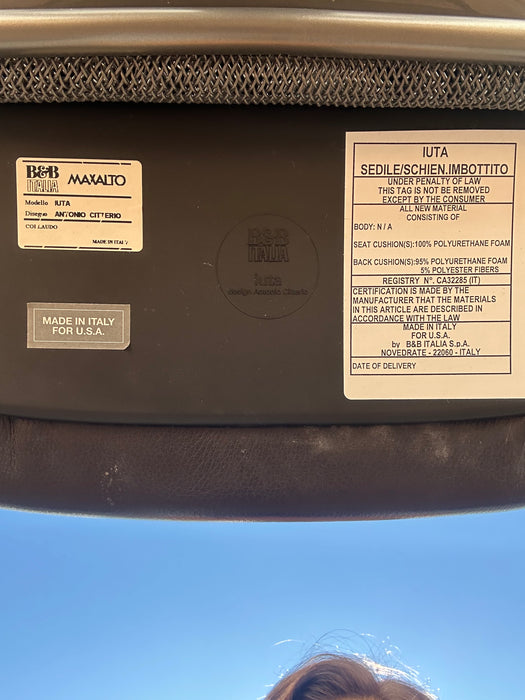 B&B
ITALIA
MAXALTO
Modello IUTA
Disegno ANTONIO CITTERIO
COLLAUDO
MADE IN ITALY
MADE IN ITALY
FOR U.S.A.
B&B
ITALIA
iuta
design Antonio Citterio
IUTA
SEDILE/SCHIEN.IMBOTTITO
UNDER PENALTY OF LAW
THIS TAG IS NOT BE REMOVED
EXCEPT BY THE CONSUMER
ALL NEW MATERIAL
CONSISTING OF
BODY: N / A
SEAT CUSHION(S):100% POLYURETHANE FOAM
BACK CUSHION(S):95% POLYURETHANE FOAM
5% POLYESTER FIBERS
REGISTRY N°. CA32285 (IT)
CERTIFICATION IS MADE BY THE
MANUFACTURER THAT THE MATERIALS
IN THIS ARTICLE ARE DESCRIBED IN
ACCORDANCE WITH THE LAW
MADE IN ITALY
FOR U.S.A.
by B&B ITALIA S.p.A.
NOVEDRATE - 22060 - ITALY
DATE OF DELIVERY